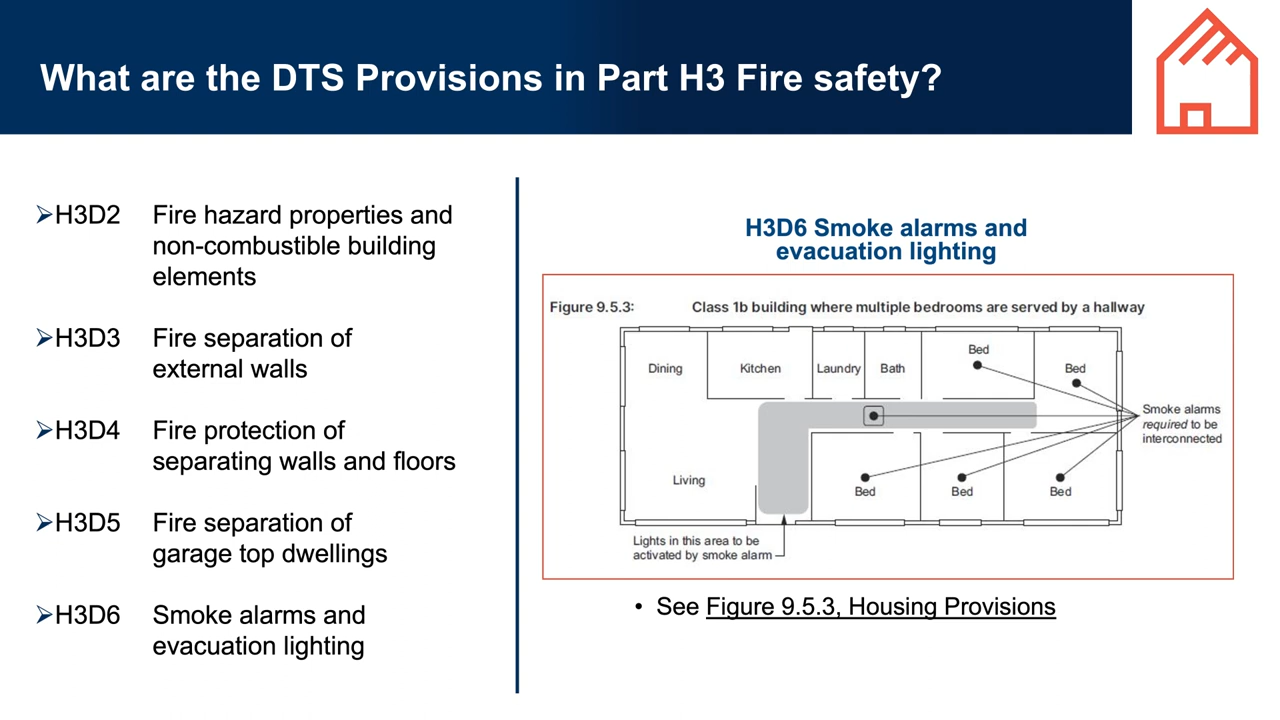 What are the DTS Provisions in Part H3 Fire safety?
➢H3D2 Fire hazard properties and
non-combustible building
elements
➢H3D3 Fire separation of
external walls
➢H3D4 Fire protection of
separating walls and floors
➢H3D5 Fire separation of
garage top dwellings
➢H3D6 Smoke alarms and
evacuation lighting
H3D6 Smoke alarms and
evacuation lighting
Figure 9.5.3: Class 1b building where multiple bedrooms are served by a hallway
Dining
Kitchen
Laundry
Bath
Bed
Bed
Smoke alarms
required to be
interconnected
Living
Bed
Bed
Bed
Lights in this area to be
activated by smoke alarm
• See Figure 9.5.3, Housing Provisions